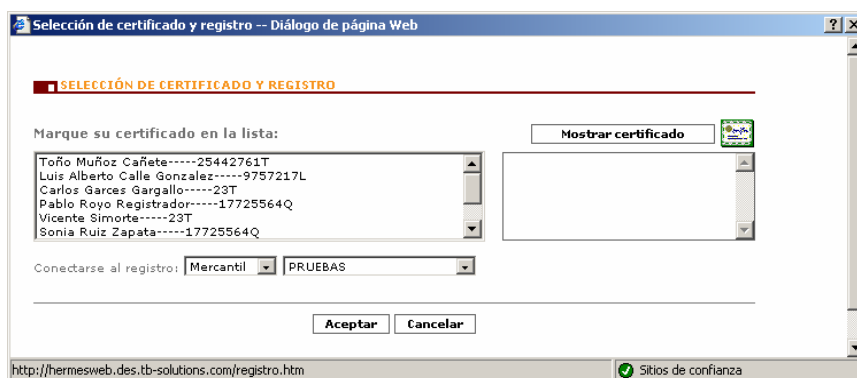 Selección de certificado y registro -- Diálogo de página Web
SELECCIÓN DE CERTIFICADO Y REGISTRO
Marque su certificado en la lista:
Mostrar certificado
Toño Muñoz Cañete-----25442761T
Luis Alberto Calle Gonzalez-----9757217L
Carlos Garces Gargallo-----23T
Pablo Royo Registrador-----17725564Q
Vicente Simorte-----23T
Sonia Ruiz Zapata-----17725564Q
Conectarse al registro: Mercantil PRUEBAS
Aceptar Cancelar
http://hermesweb.des.tb-solutions.com/registro.htm Sitios de confianza